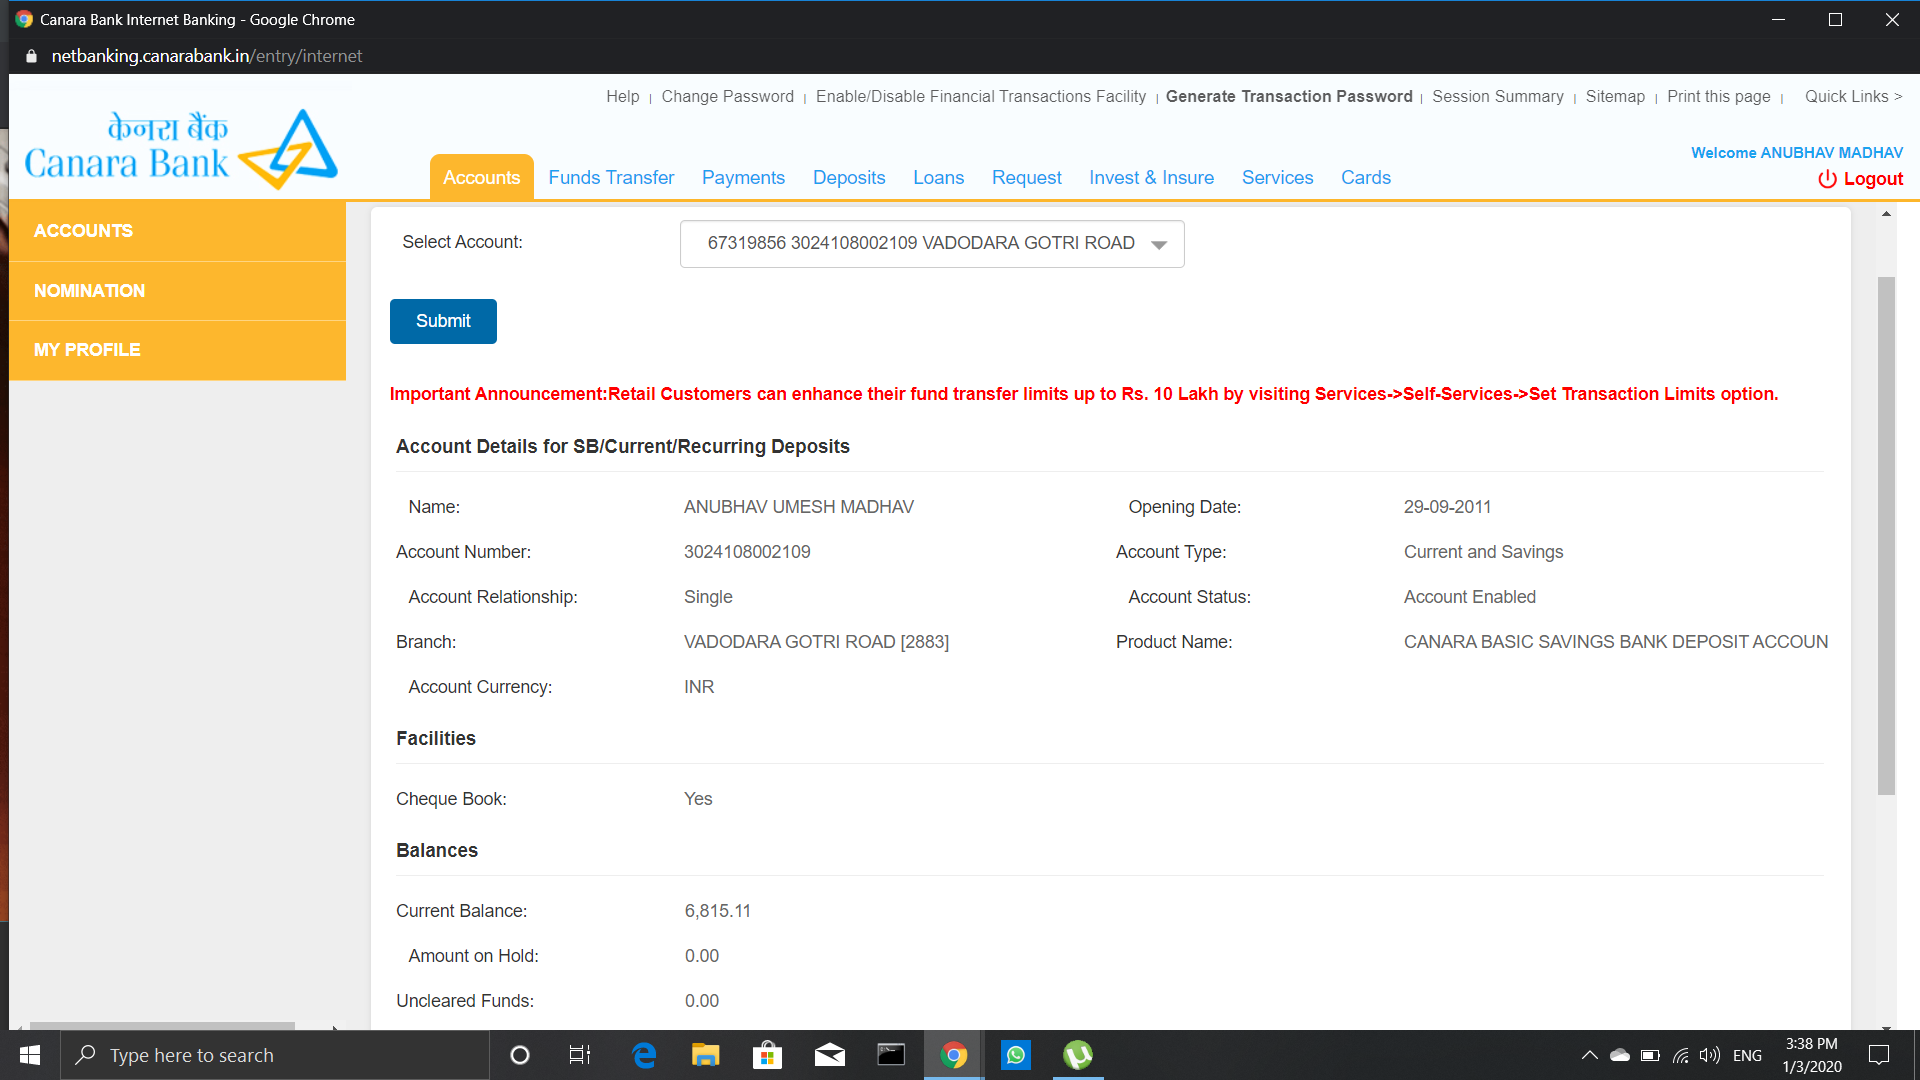 Canara Bank Internet Banking - Google Chrome
netbanking.canarabank.in/entry/internet
Help | Change Password | Enable/Disable Financial Transactions Facility | Generate Transaction Password | Session Summary | Sitemap | Print this page | Quick Links >
केनरा बैंक
Canara Bank
Welcome ANUBHAV MADHAV
Logout
Accounts Funds Transfer Payments Deposits Loans Request Invest & Insure Services Cards
ACCOUNTS
NOMINATION
MY PROFILE
Select Account: 67319856 3024108002109 VADODARA GOTRI ROAD
Submit
Important Announcement:Retail Customers can enhance their fund transfer limits up to Rs. 10 Lakh by visiting Services->Self-Services->Set Transaction Limits option.
Account Details for SB/Current/Recurring Deposits
Name: ANUBHAV UMESH MADHAV Opening Date: 29-09-2011
Account Number: 3024108002109 Account Type: Current and Savings
Account Relationship: Single Account Status: Account Enabled
Branch: VADODARA GOTRI ROAD [2883] Product Name: CANARA BASIC SAVINGS BANK DEPOSIT ACCOUN
Account Currency: INR
Facilities
Cheque Book: Yes
Balances
Current Balance: 6,815.11
Amount on Hold: 0.00
Uncleared Funds: 0.00
Type here to search
ENG
3:38 PM
1/3/2020